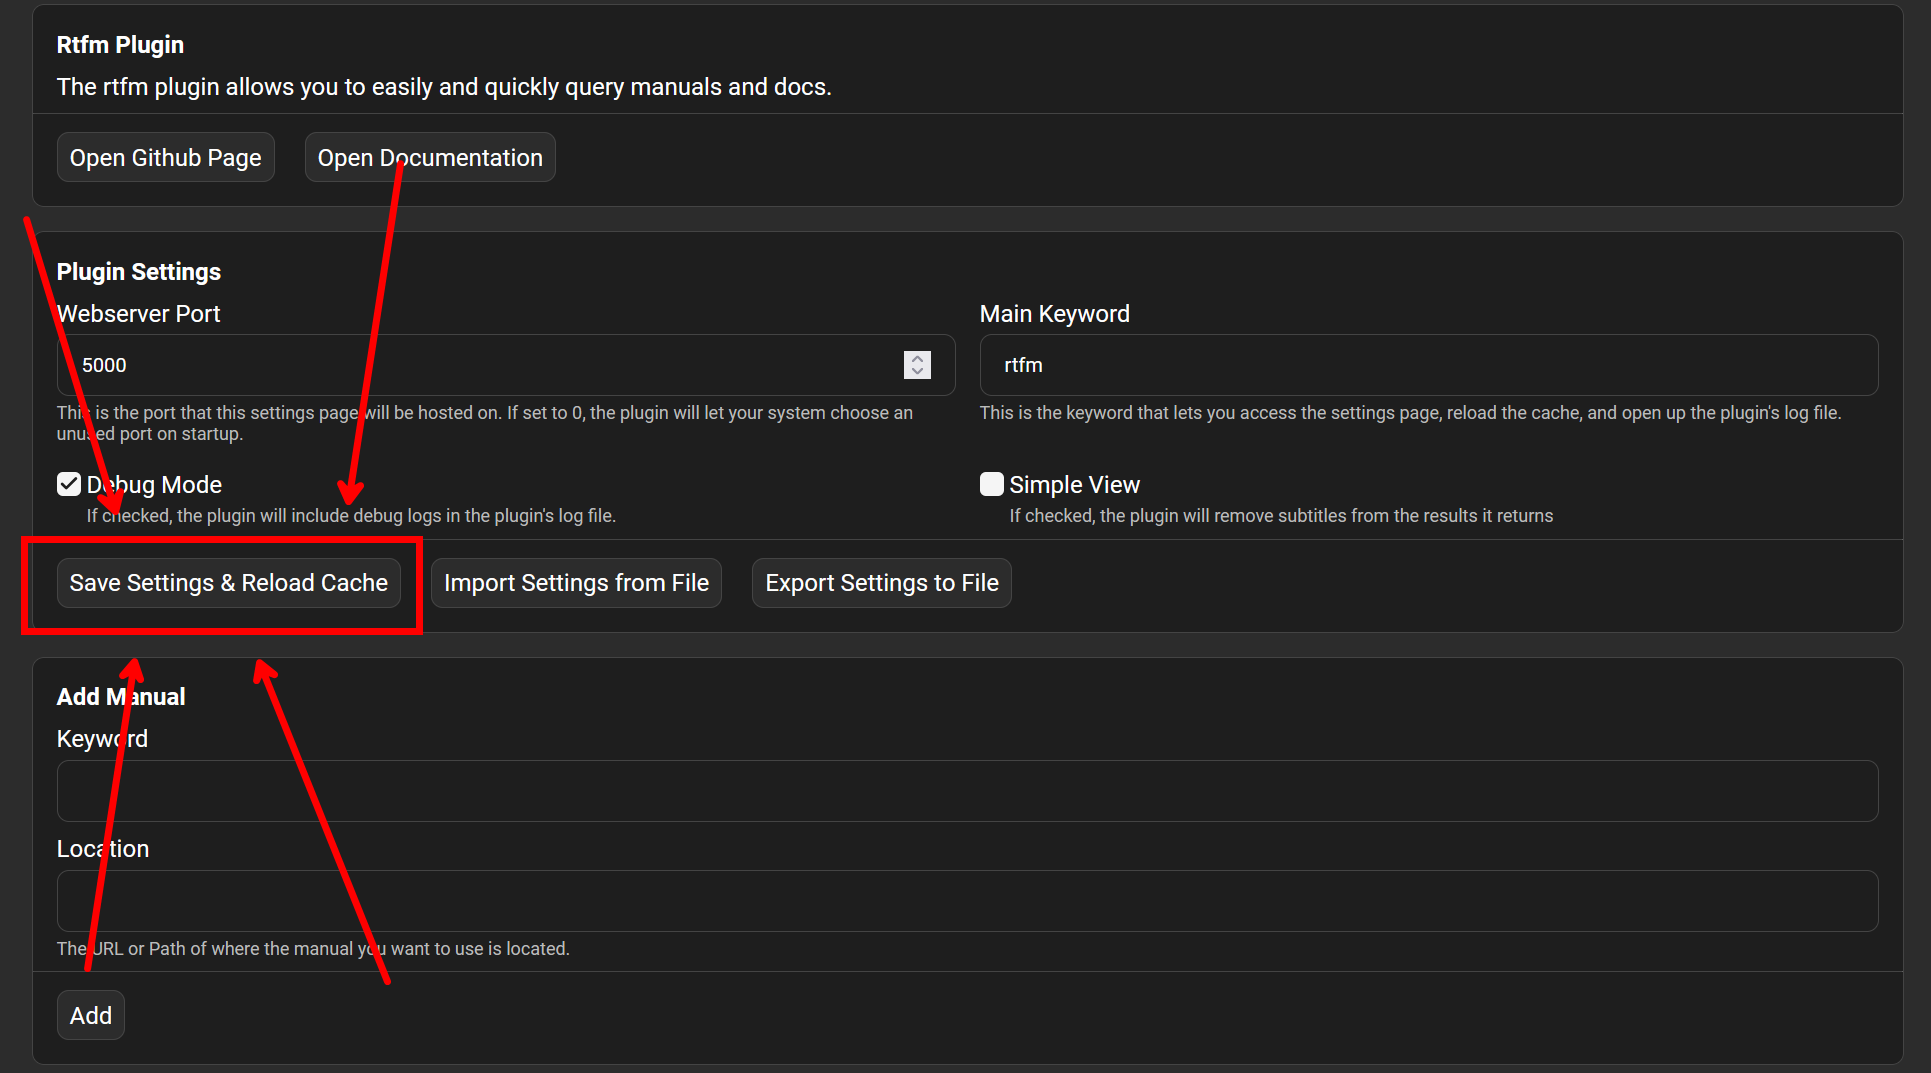 Rtfm Plugin
The rtfm plugin allows you to easily and quickly query manuals and docs.
Open Github Page
Open Documentation
Plugin Settings
Webserver Port
5000
This is the port that this settings page will be hosted on. If set to 0, the plugin will let your system choose an
unused port on startup.
Main Keyword
rtfm
This is the keyword that lets you access the settings page, reload the cache, and open up the plugin's log file.
Debug Mode
If checked, the plugin will include debug logs in the plugin's log file.
Simple View
If checked, the plugin will remove subtitles from the results it returns
Save Settings & Reload Cache
Import Settings from File
Export Settings to File
Add Manual
Keyword
Location
The URL or Path of where the manual you want to use is located.
Add